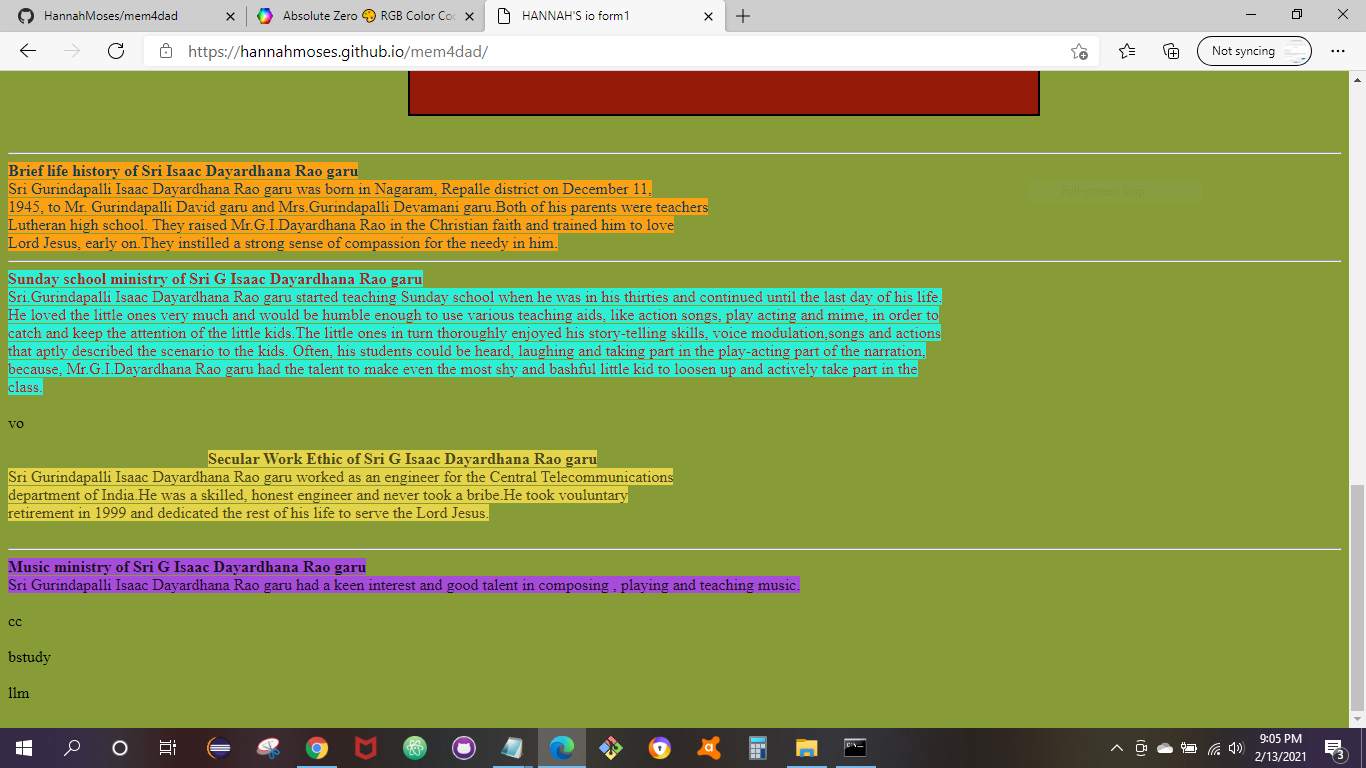 HannahMoses/mem4dad
Absolute Zero 🎨 RGB Color Co
HANNAH'S io form1
https://hannahmoses.github.io/mem4dad/
Not syncing
Brief life history of Sri Isaac Dayardhana Rao garu
Sri Gurindapalli Isaac Dayardhana Rao garu was born in Nagaram, Repalle district on December 11,
1945, to Mr. Gurindapalli David garu and Mrs.Gurindapalli Devamani garu.Both of his parents were teachers
Lutheran high school. They raised Mr.G.I.Dayardhana Rao in the Christian faith and trained him to love
Lord Jesus, early on.They instilled a strong sense of compassion for the needy in him.
Sunday school ministry of Sri G Isaac Dayardhana Rao garu
Sri.Gurindapalli Isaac Dayardhana Rao garu started teaching Sunday school when he was in his thirties and continued until the last day of his life.
He loved the little ones very much and would be humble enough to use various teaching aids, like action songs, play acting and mime, in order to
catch and keep the attention of the little kids.The little ones in turn thoroughly enjoyed his story-telling skills, voice modulation,songs and actions
that aptly described the scenario to the kids. Often, his students could be heard, laughing and taking part in the play-acting part of the narration,
because, Mr.G.I.Dayardhana Rao garu had the talent to make even the most shy and bashful little kid to loosen up and actively take part in the
class.
vo
Secular Work Ethic of Sri G Isaac Dayardhana Rao garu
Sri Gurindapalli Isaac Dayardhana Rao garu worked as an engineer for the Central Telecommunications
department of India.He was a skilled, honest engineer and never took a bribe.He took vouluntary
retirement in 1999 and dedicated the rest of his life to serve the Lord Jesus.
Music ministry of Sri G Isaac Dayardhana Rao garu
Sri Gurindapalli Isaac Dayardhana Rao garu had a keen interest and good talent in composing , playing and teaching music.
cc
bstudy
llm
9:05 PM
2/13/2021
3